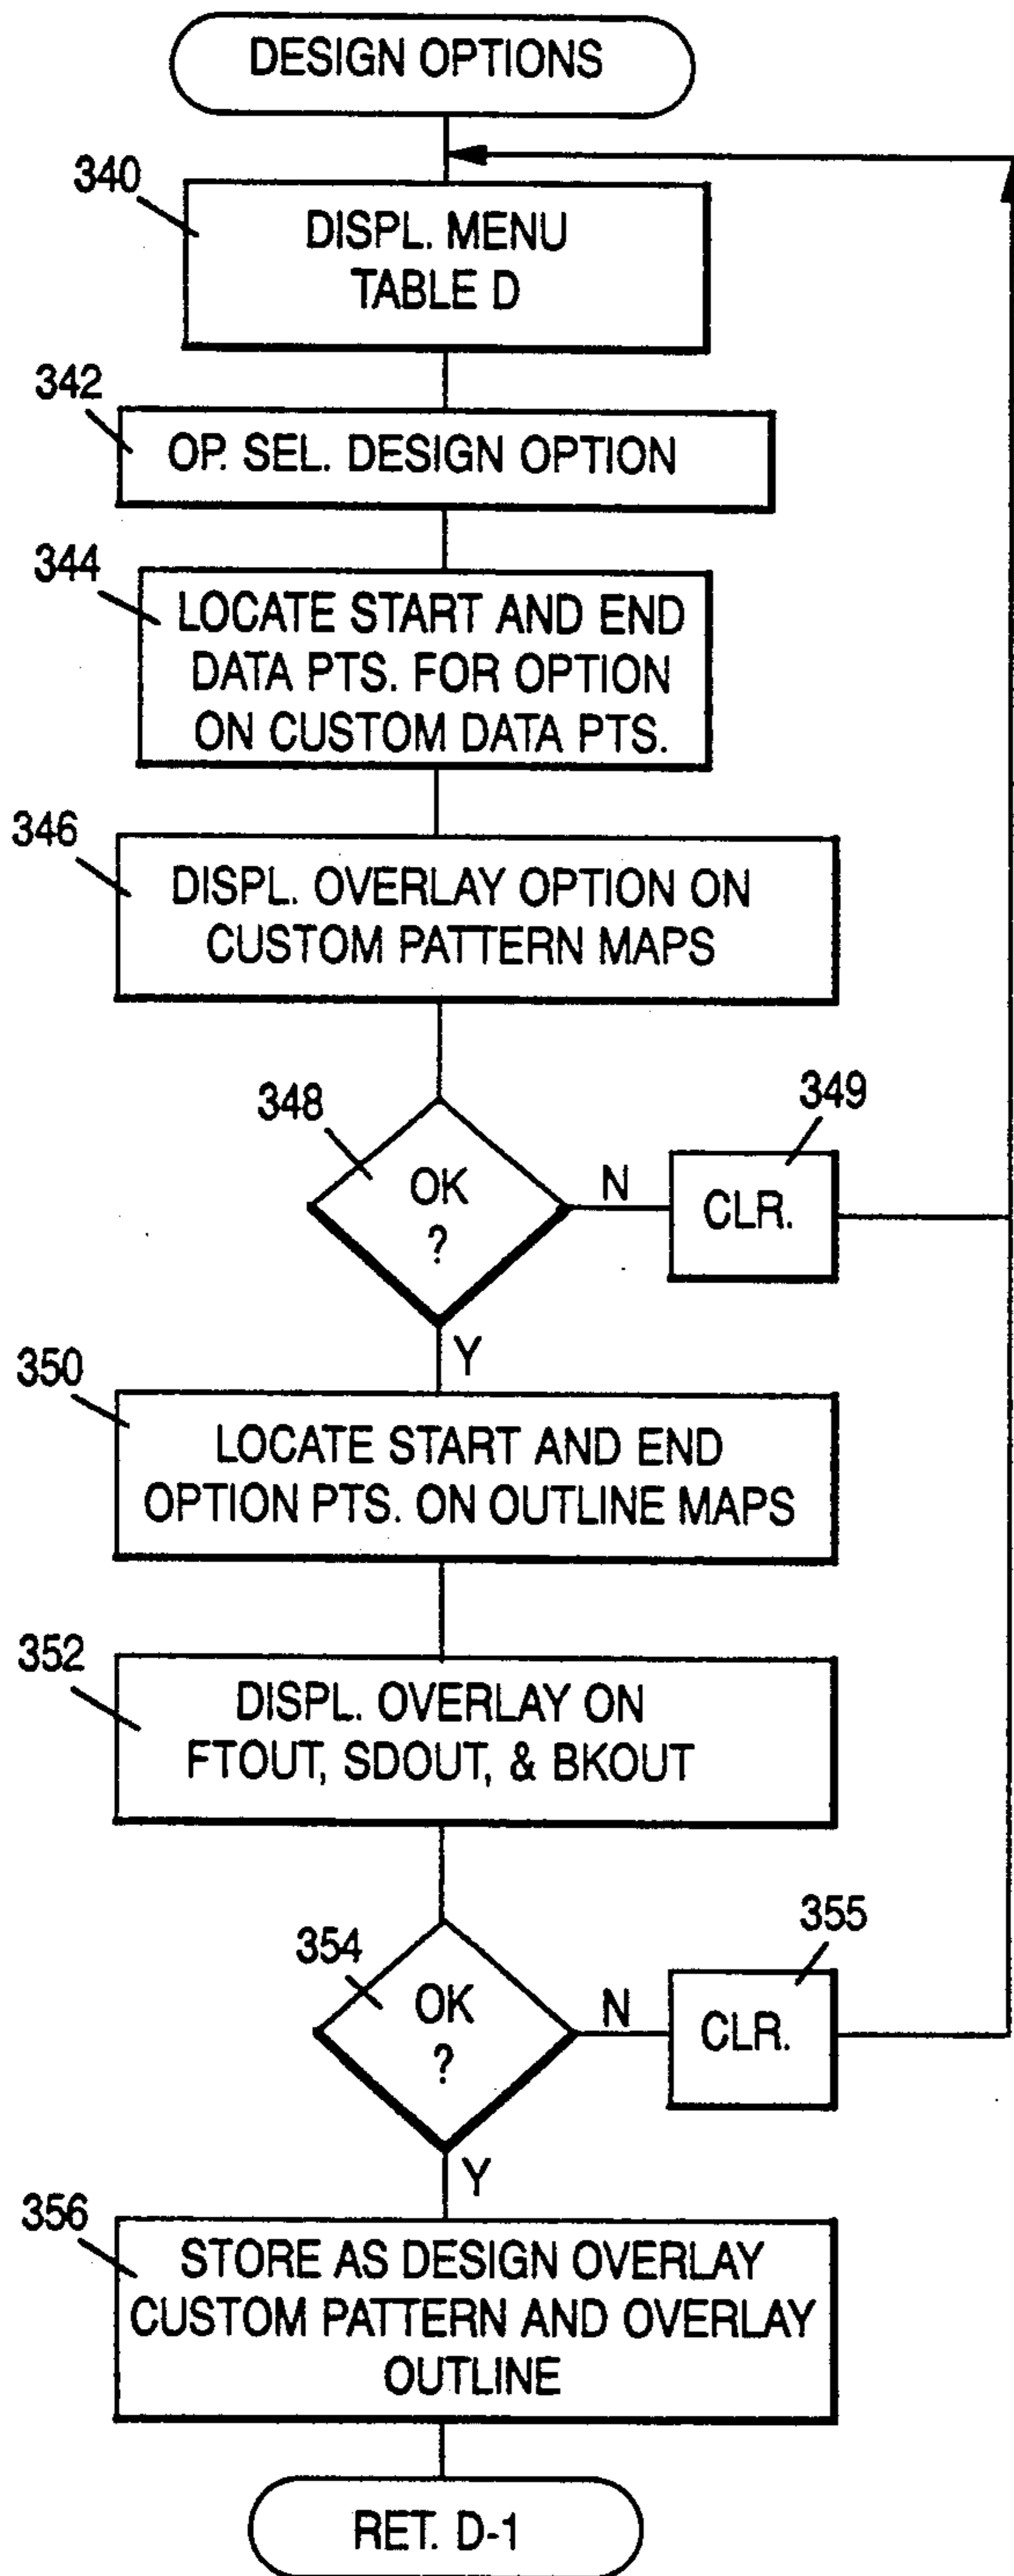 DESIGN OPTIONS
340
DISPL. MENU
TABLE D
342
OP. SEL. DESIGN OPTION
344
LOCATE START AND END
DATA PTS. FOR OPTION
ON CUSTOM DATA PTS.
346
DISPL. OVERLAY OPTION ON
CUSTOM PATTERN MAPS
348
OK
?
N
349
CLR.
Y
350
LOCATE START AND END
OPTION PTS. ON OUTLINE MAPS
352
DISPL. OVERLAY ON
FTOUT, SDOUT, & BKOUT
354
OK
?
N
355
CLR.
Y
356
STORE AS DESIGN OVERLAY
CUSTOM PATTERN AND OVERLAY
OUTLINE
RET. D-1